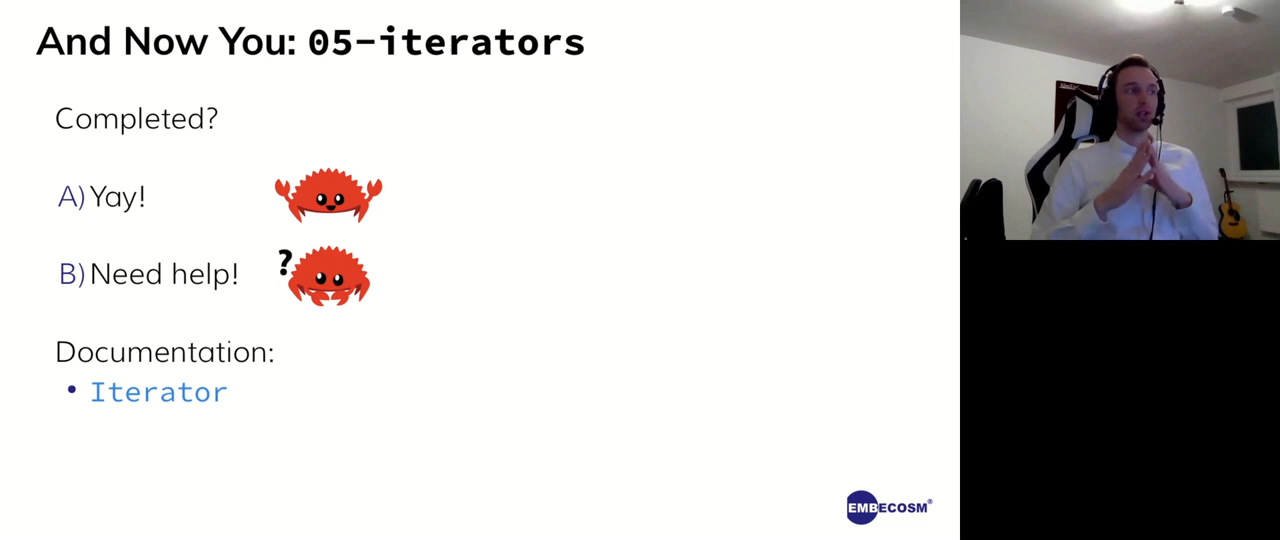 And Now You: 05-iterators
Completed?
A) Yay!
B) Need help!
?
Documentation:
• Iterator
EMBECOSM®